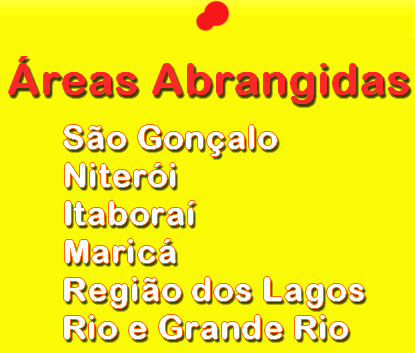 Áreas Abrangidas
São Gonçalo
Niterói
Itaboraí
Maricá
Região dos Lagos
Rio e Grande Rio